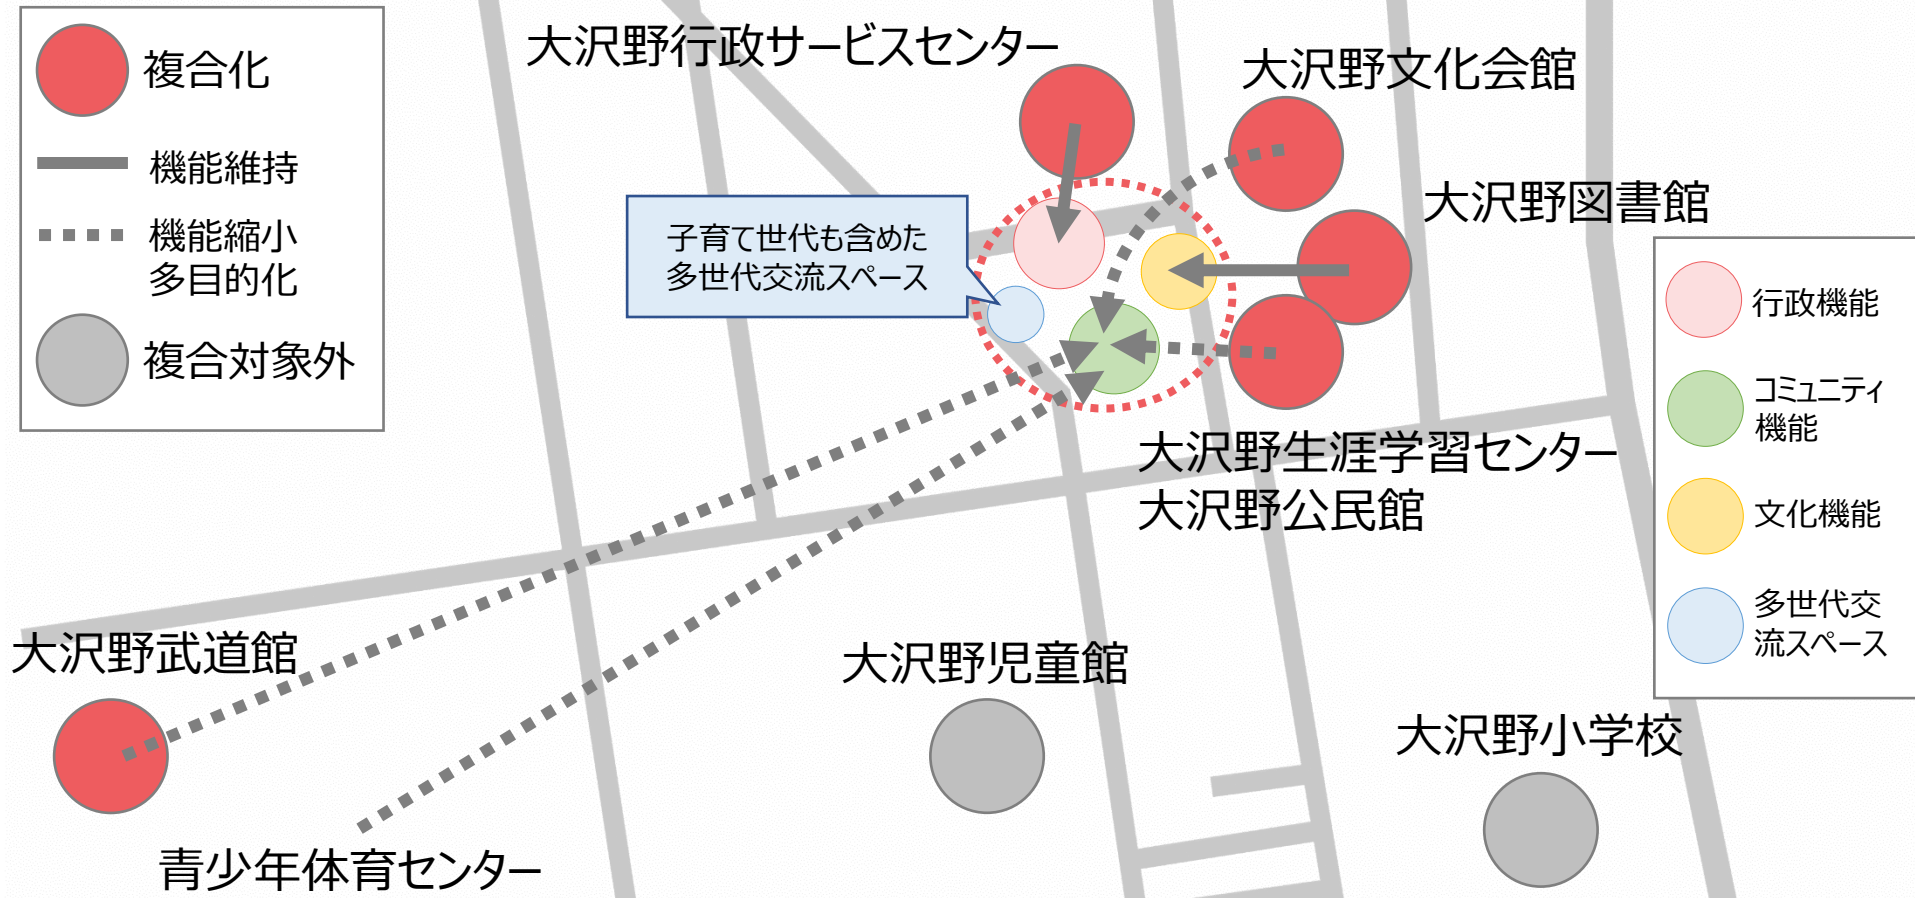 複合化
機能維持
機能縮小
多目的化
複合対象外
大沢野行政サービスセンター
大沢野文化会館
大沢野図書館
子育て世代も含めた
多世代交流スペース
行政機能
コミュニティ
機能
文化機能
多世代交
流スペース
大沢野生涯学習センター
大沢野公民館
大沢野武道館
大沢野児童館
大沢野小学校
青少年体育センター